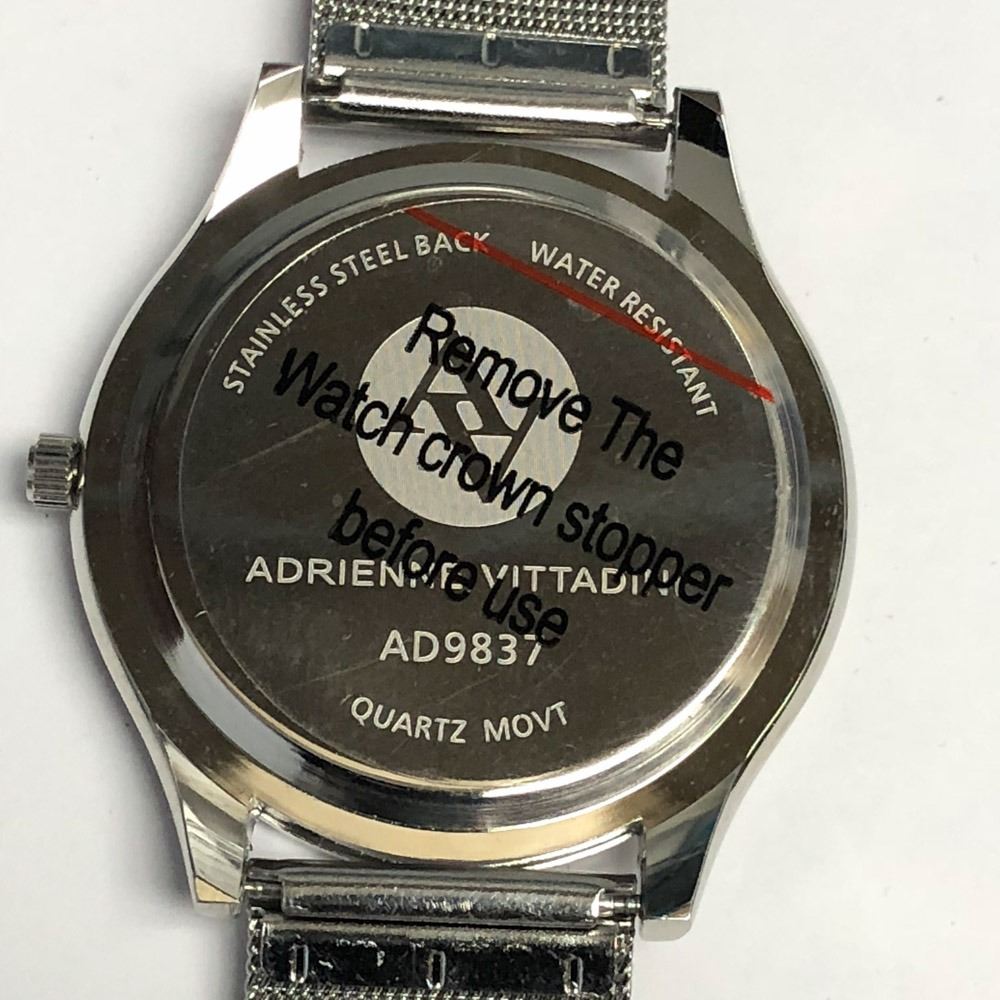 STAINLESS STEEL BACK
WATER RESISTANT
Remove The
Watch crown stopper
before use
ADRIENNE VITTADINI
AD9837
QUARTZ MOVT